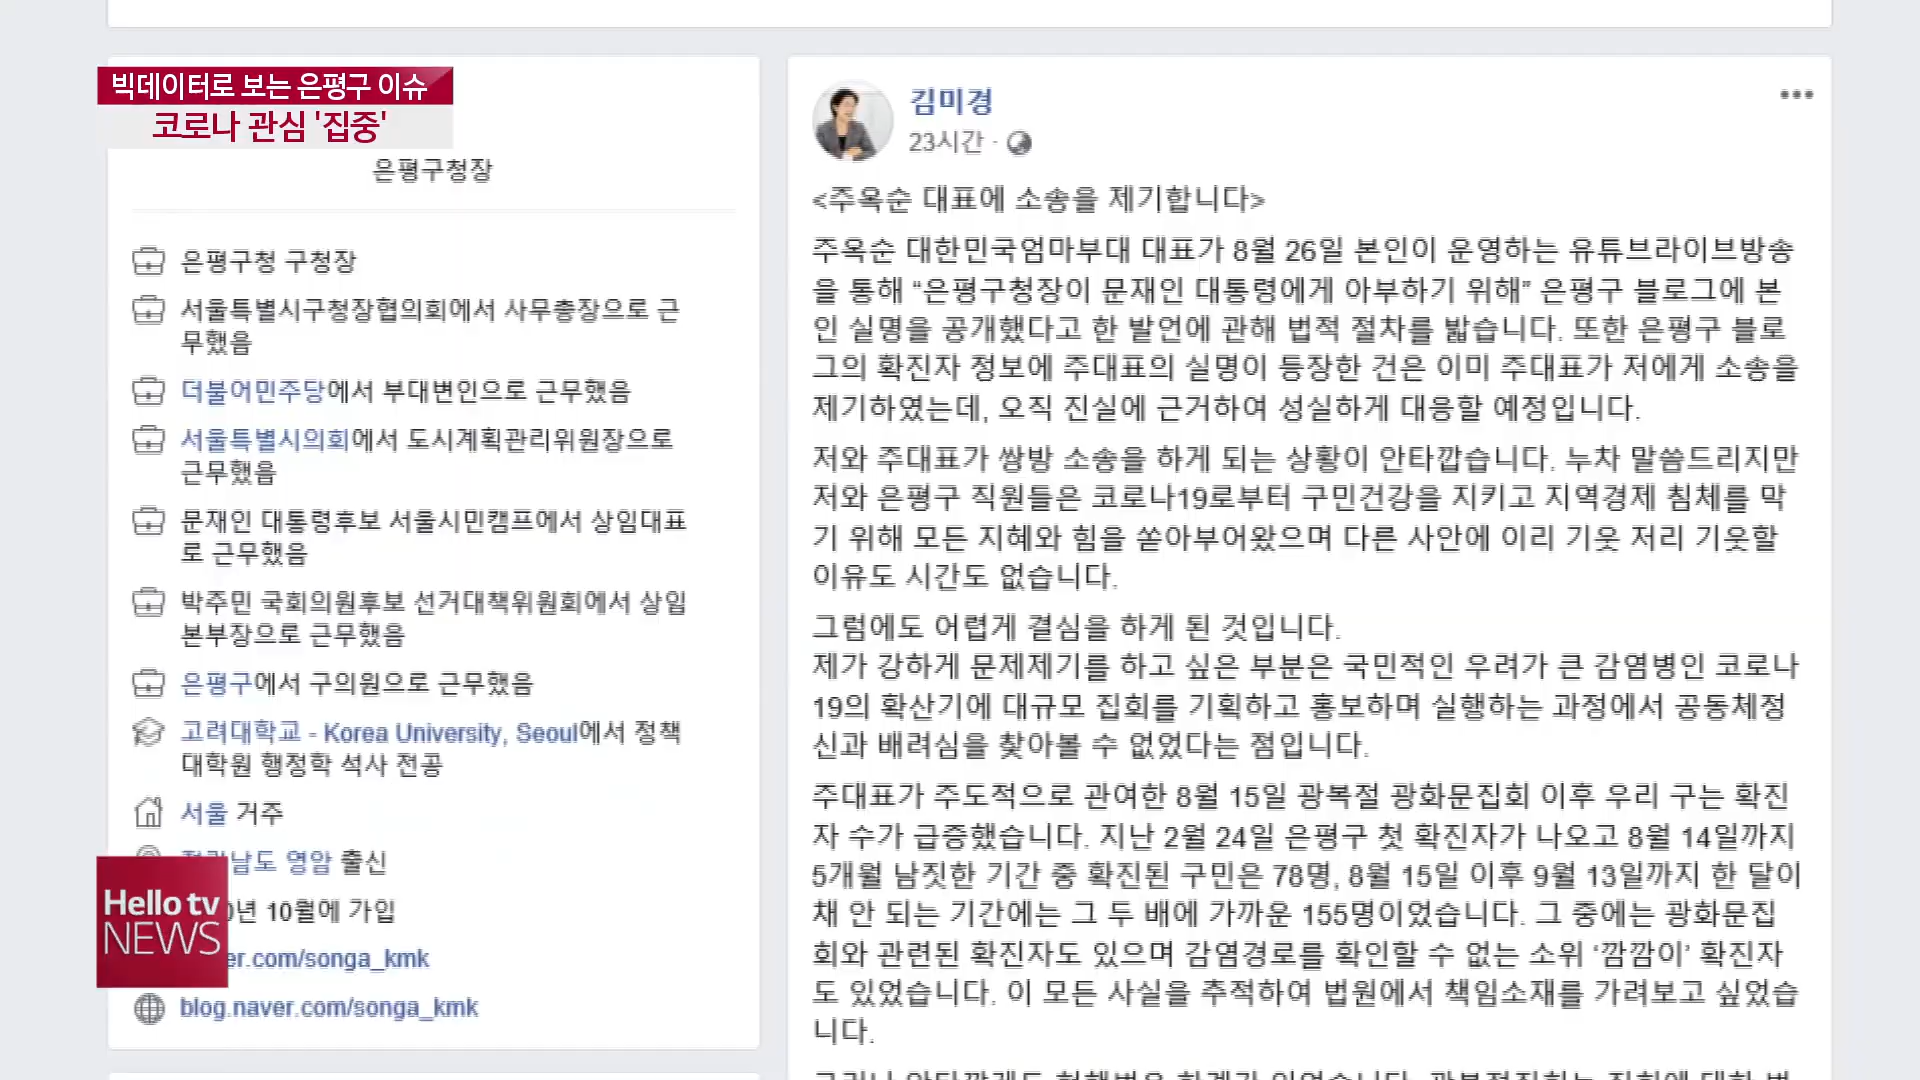 빅데이터로 보는 은평구 이슈
코로나 관심 '집중'
은평구청장
은평구청 구청장
서울특별시구청장협의회에서 사무총장으로 근
무했음
더불어민주당에서 부대변인으로 근무했음
서울특별시의회에서 도시계획관리위원장으로
근무했음
문재인 대통령후보 서울시민캠프에서 상임대표
로 근무했음
박주민 국회의원후보 선거대책위원회에서 상임
본부장으로 근무했음
은평구에서 구의원으로 근무했음
고려대학교 - Korea University, Seoul에서 정책
대학원 행정학 석사 전공
서울 거주
영암 출신
10월에 가입
er.com/songa_kmk
blog.naver.com/songa_kmk
Hello tv
NEWS
김미경
23시간 ·
<주옥순 대표에 소송을 제기합니다>
주옥순 대한민국엄마부대 대표가 8월 26일 본인이 운영하는 유튜브라이브방송
을 통해 “은평구청장이 문재인 대통령에게 아부하기 위해” 은평구 블로그에 본
인 실명을 공개했다고 한 발언에 관해 법적 절차를 밟습니다. 또한 은평구 블로
그의 확진자 정보에 주대표의 실명이 등장한 건은 이미 주대표가 저에게 소송을
제기하였는데, 오직 진실에 근거하여 성실하게 대응할 예정입니다.
저와 주대표가 쌍방 소송을 하게 되는 상황이 안타깝습니다. 누차 말씀드리지만
저와 은평구 직원들은 코로나19로부터 구민건강을 지키고 지역경제 침체를 막
기 위해 모든 지혜와 힘을 쏟아부어왔으며 다른 사안에 이리 기웃 저리 기웃할
이유도 시간도 없습니다.
그럼에도 어렵게 결심을 하게 된 것입니다.
제가 강하게 문제제기를 하고 싶은 부분은 국민적인 우려가 큰 감염병인 코로나
19의 확산기에 대규모 집회를 기획하고 홍보하며 실행하는 과정에서 공동체정
신과 배려심을 찾아볼 수 없었다는 점입니다.
주대표가 주도적으로 관여한 8월 15일 광복절 광화문집회 이후 우리 구는 확진
자 수가 급증했습니다. 지난 2월 24일 은평구 첫 확진자가 나오고 8월 14일까지
5개월 남짓한 기간 중 확진된 구민은 78명, 8월 15일 이후 9월 13일까지 한 달이
채 안 되는 기간에는 그 두 배에 가까운 155명이었습니다. 그 중에는 광화문집
회와 관련된 확진자도 있으며 감염경로를 확인할 수 없는 소위 ‘깜깜이’ 확진자
도 있었습니다. 이 모든 사실을 추적하여 법원에서 책임소재를 가려보고 싶었습
니다.